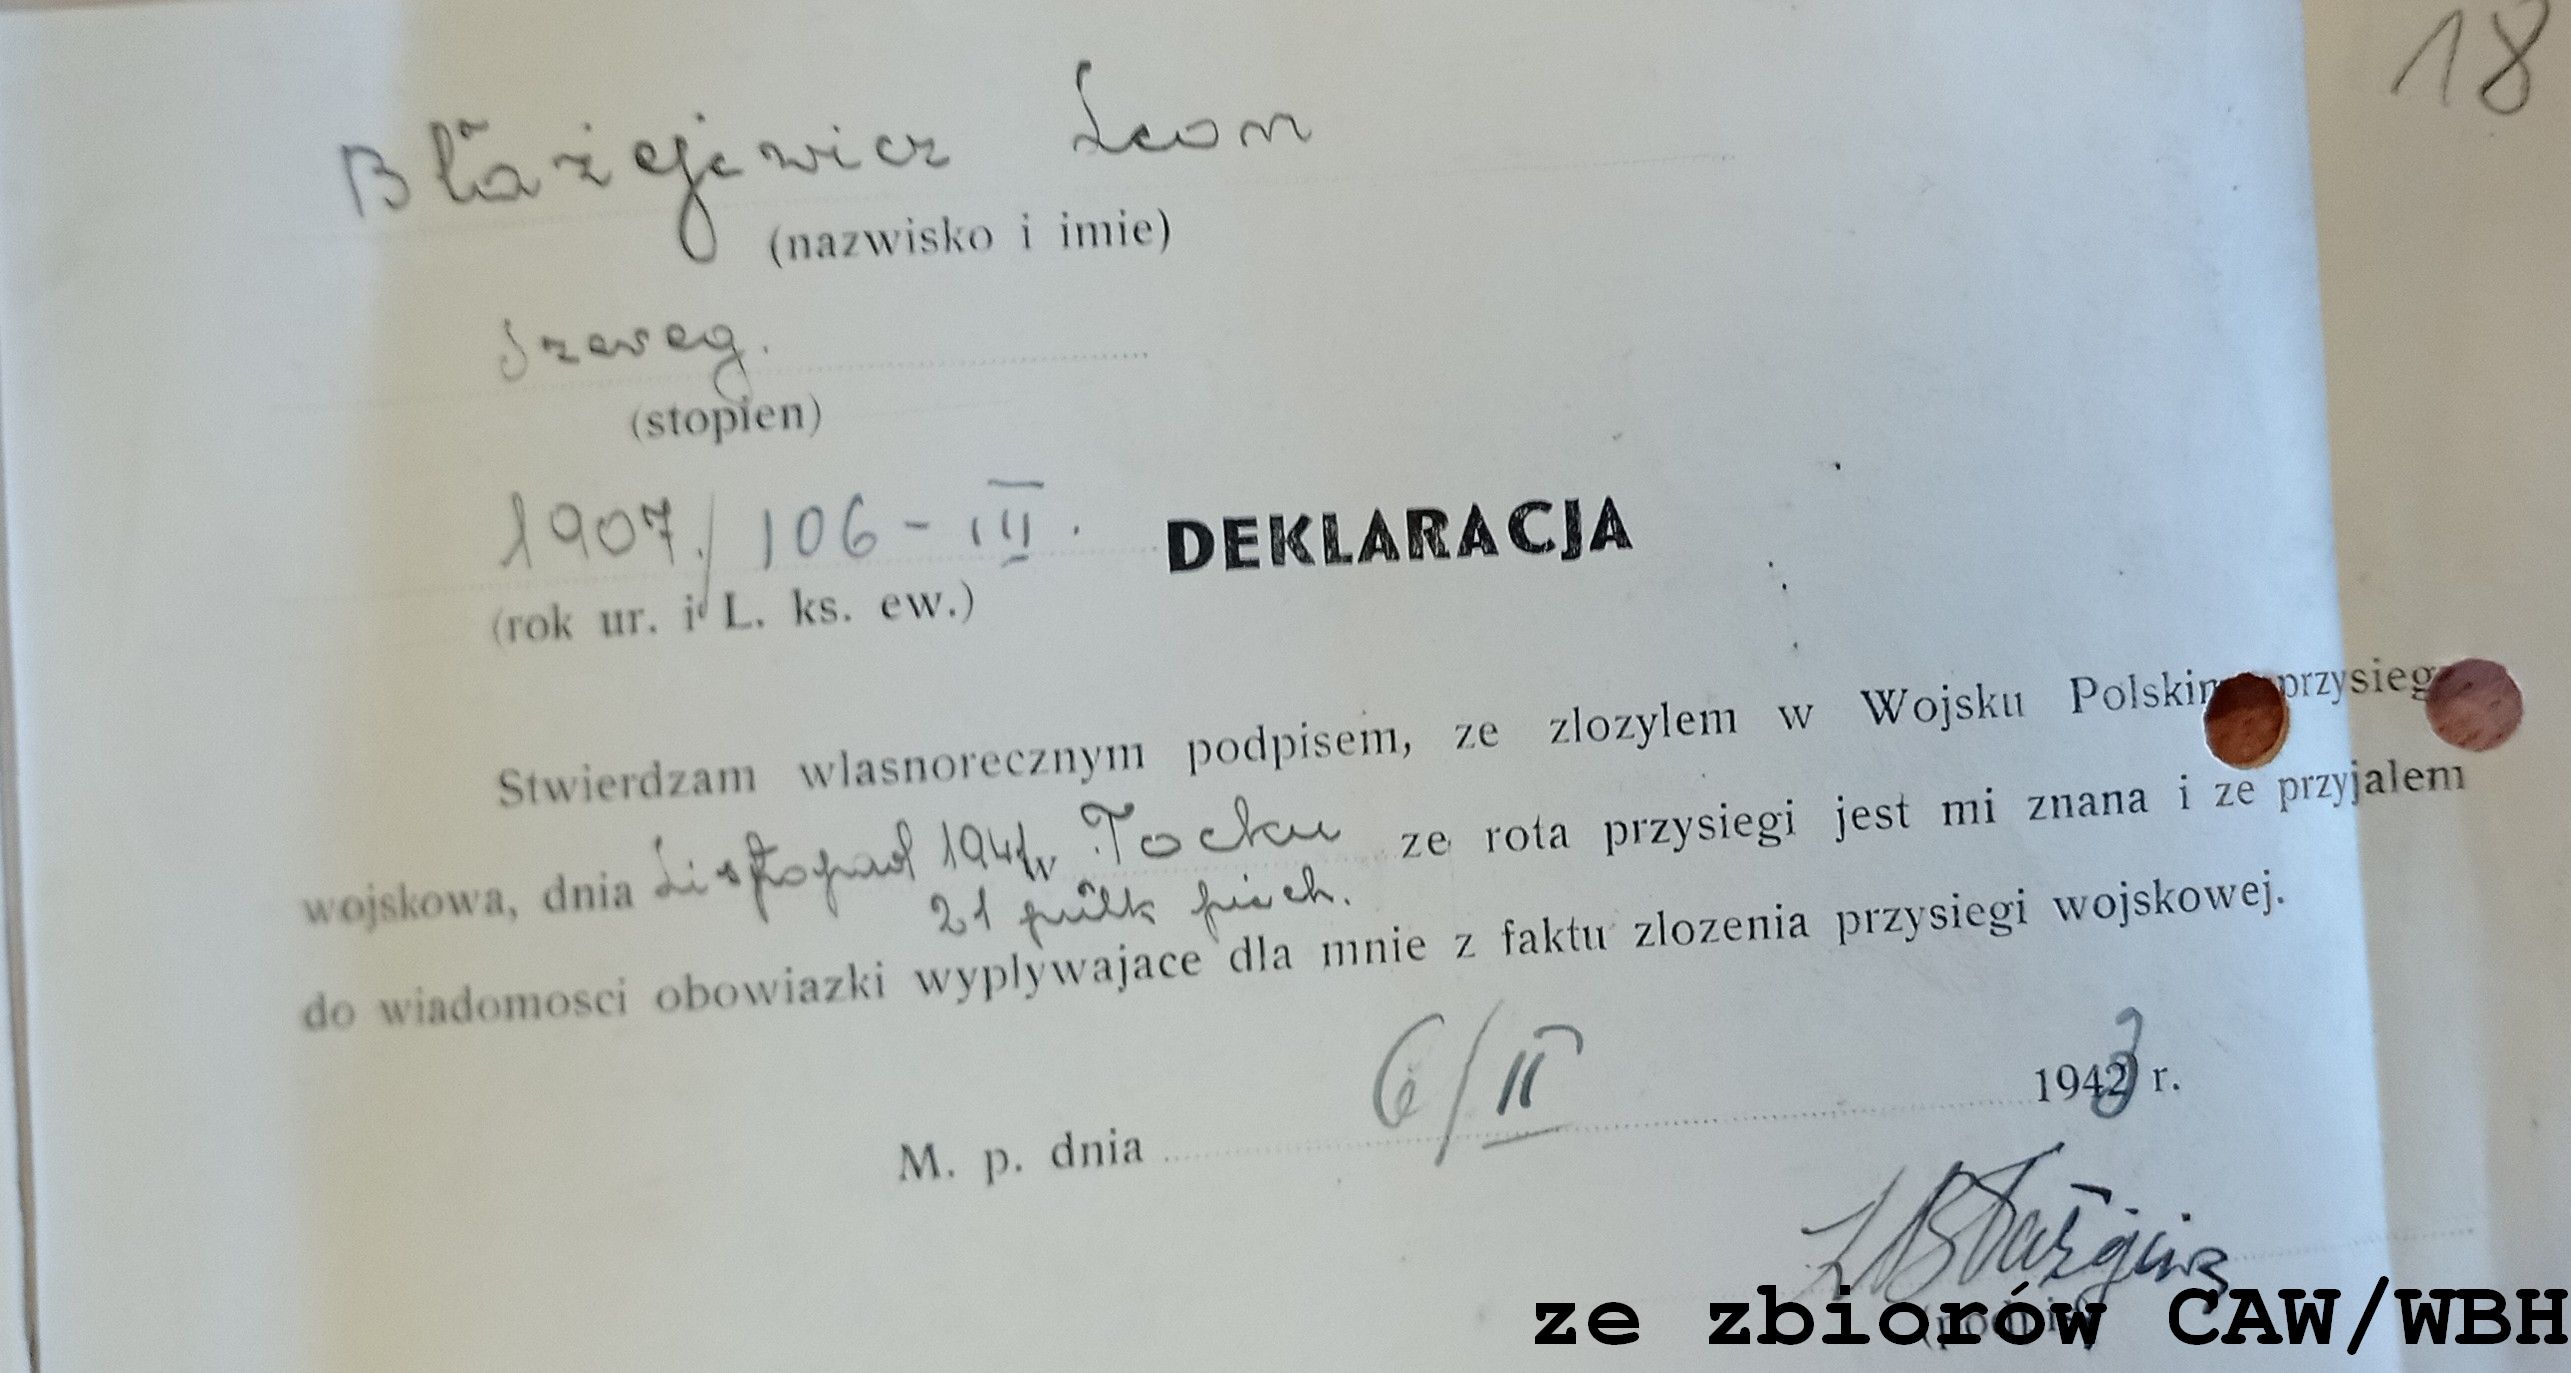 18
Błażejewicz Leon
(nazwisko i imie)
Szereg.
(stopien)
1907./106-III.
(rok ur. i L. ks. ew.)
DEKLARACJA
Stwierdzam wlasnorecznym podpisem, ze zlozylem w Wojsku Polskim przysiege
wojskowa, dnia Listopad 1941 w Tocku ze rota przysiegi jest mi znana i ze przyjalem
21 pułk piech.
do wiadomosci obowiazki wyplywajace dla mnie z faktu zlozenia przysiegi wojskowej.
M. p. dnia 6/II 1943 r.
(podpis)
ze zbiorów CAW/WBH